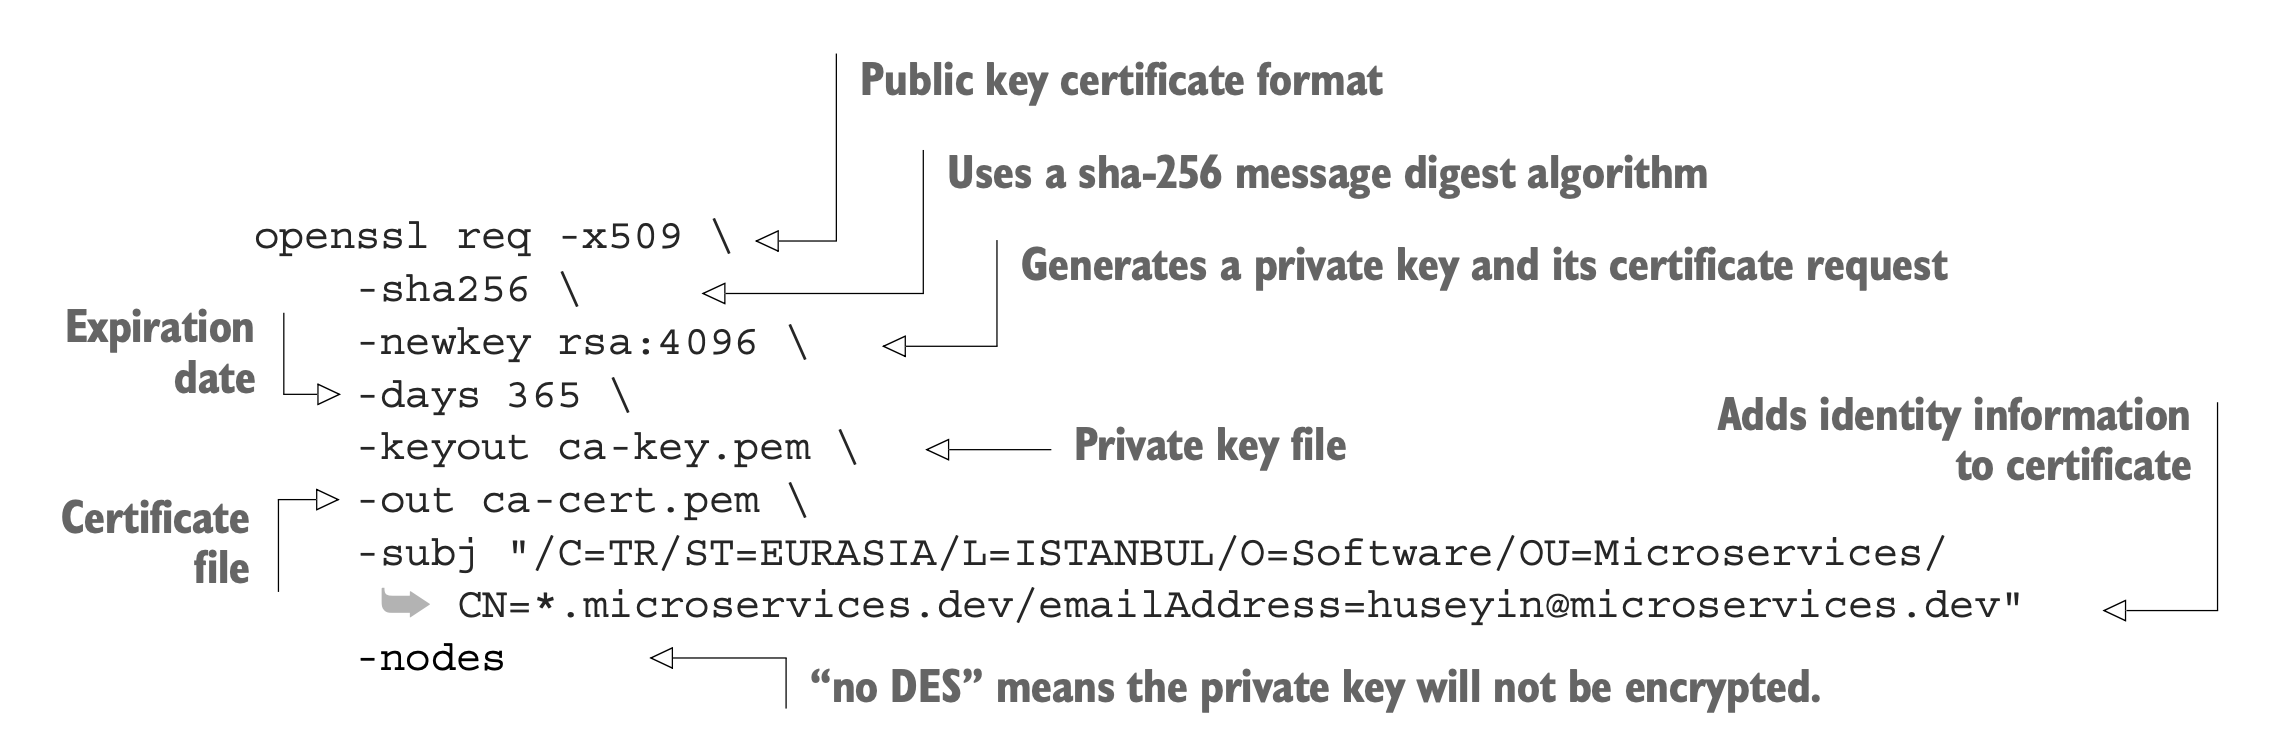 Public key certificate format
Uses a sha-256 message digest algorithm
openssl req -x509 \
Generates a private key and its certificate request
-sha256 \
Expiration
date
-newkey rsa:4096 \
-days 365 \
Adds identity information
to certificate
-keyout ca-key.pem \
Private key file
Certificate
file
-out ca-cert.pem \
-subj "/C=TR/ST=EURASIA/L=ISTANBUL/O=Software/OU=Microservices/
CN=*.microservices.dev/emailAddress=huseyin@microservices.dev"
-nodes
“no DES” means the private key will not be encrypted.